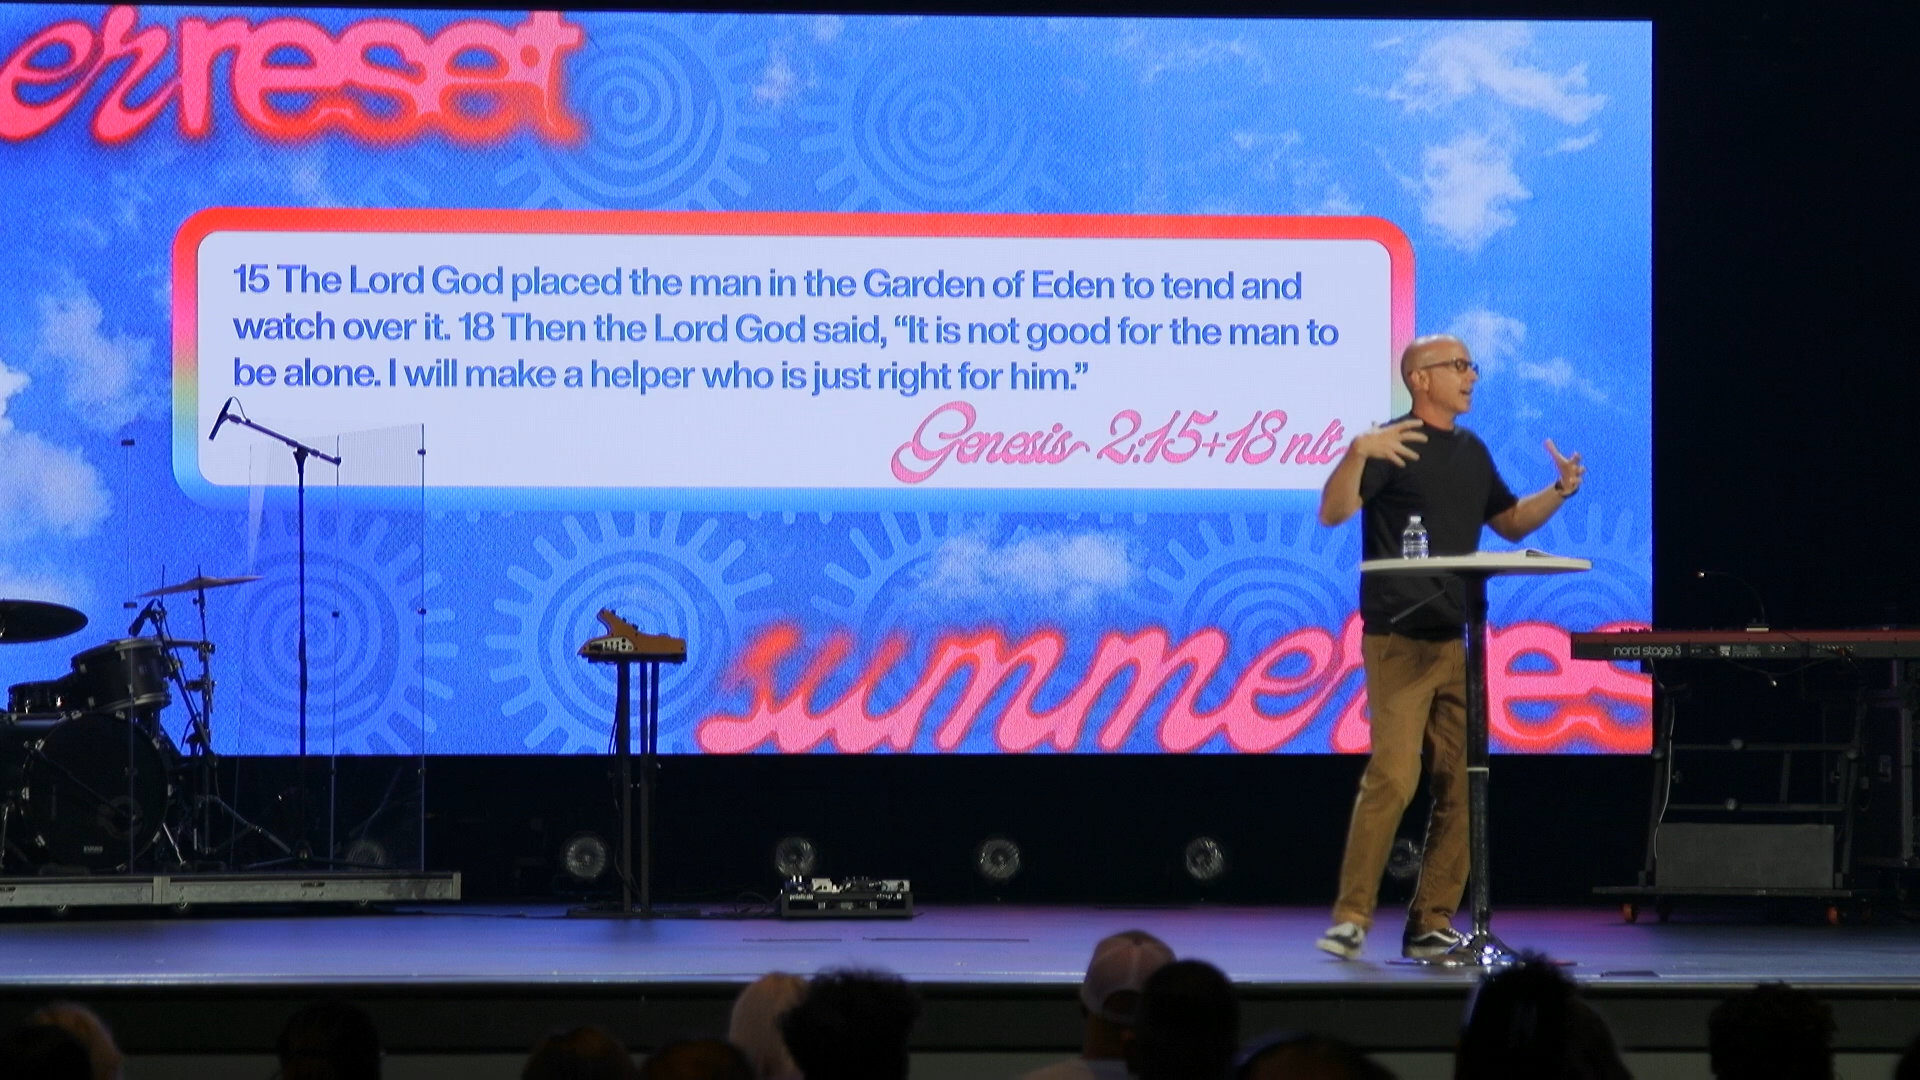 er reset
15 The Lord God placed the man in the Garden of Eden to tend and
watch over it. 18 Then the Lord God said, “It is not good for the man to
be alone. I will make a helper who is just right for him.”
Genesis 2:15+18 nlt
summer res
nord stage 3